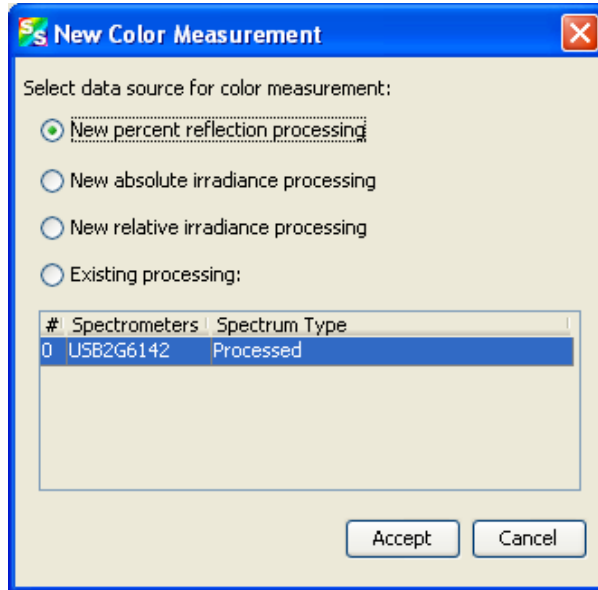 SS New Color Measurement
Select data source for color measurement:
New percent reflection processing
New absolute irradiance processing
New relative irradiance processing
Existing processing:
# Spectrometers Spectrum Type
0 USB2G6142 Processed
Accept Cancel